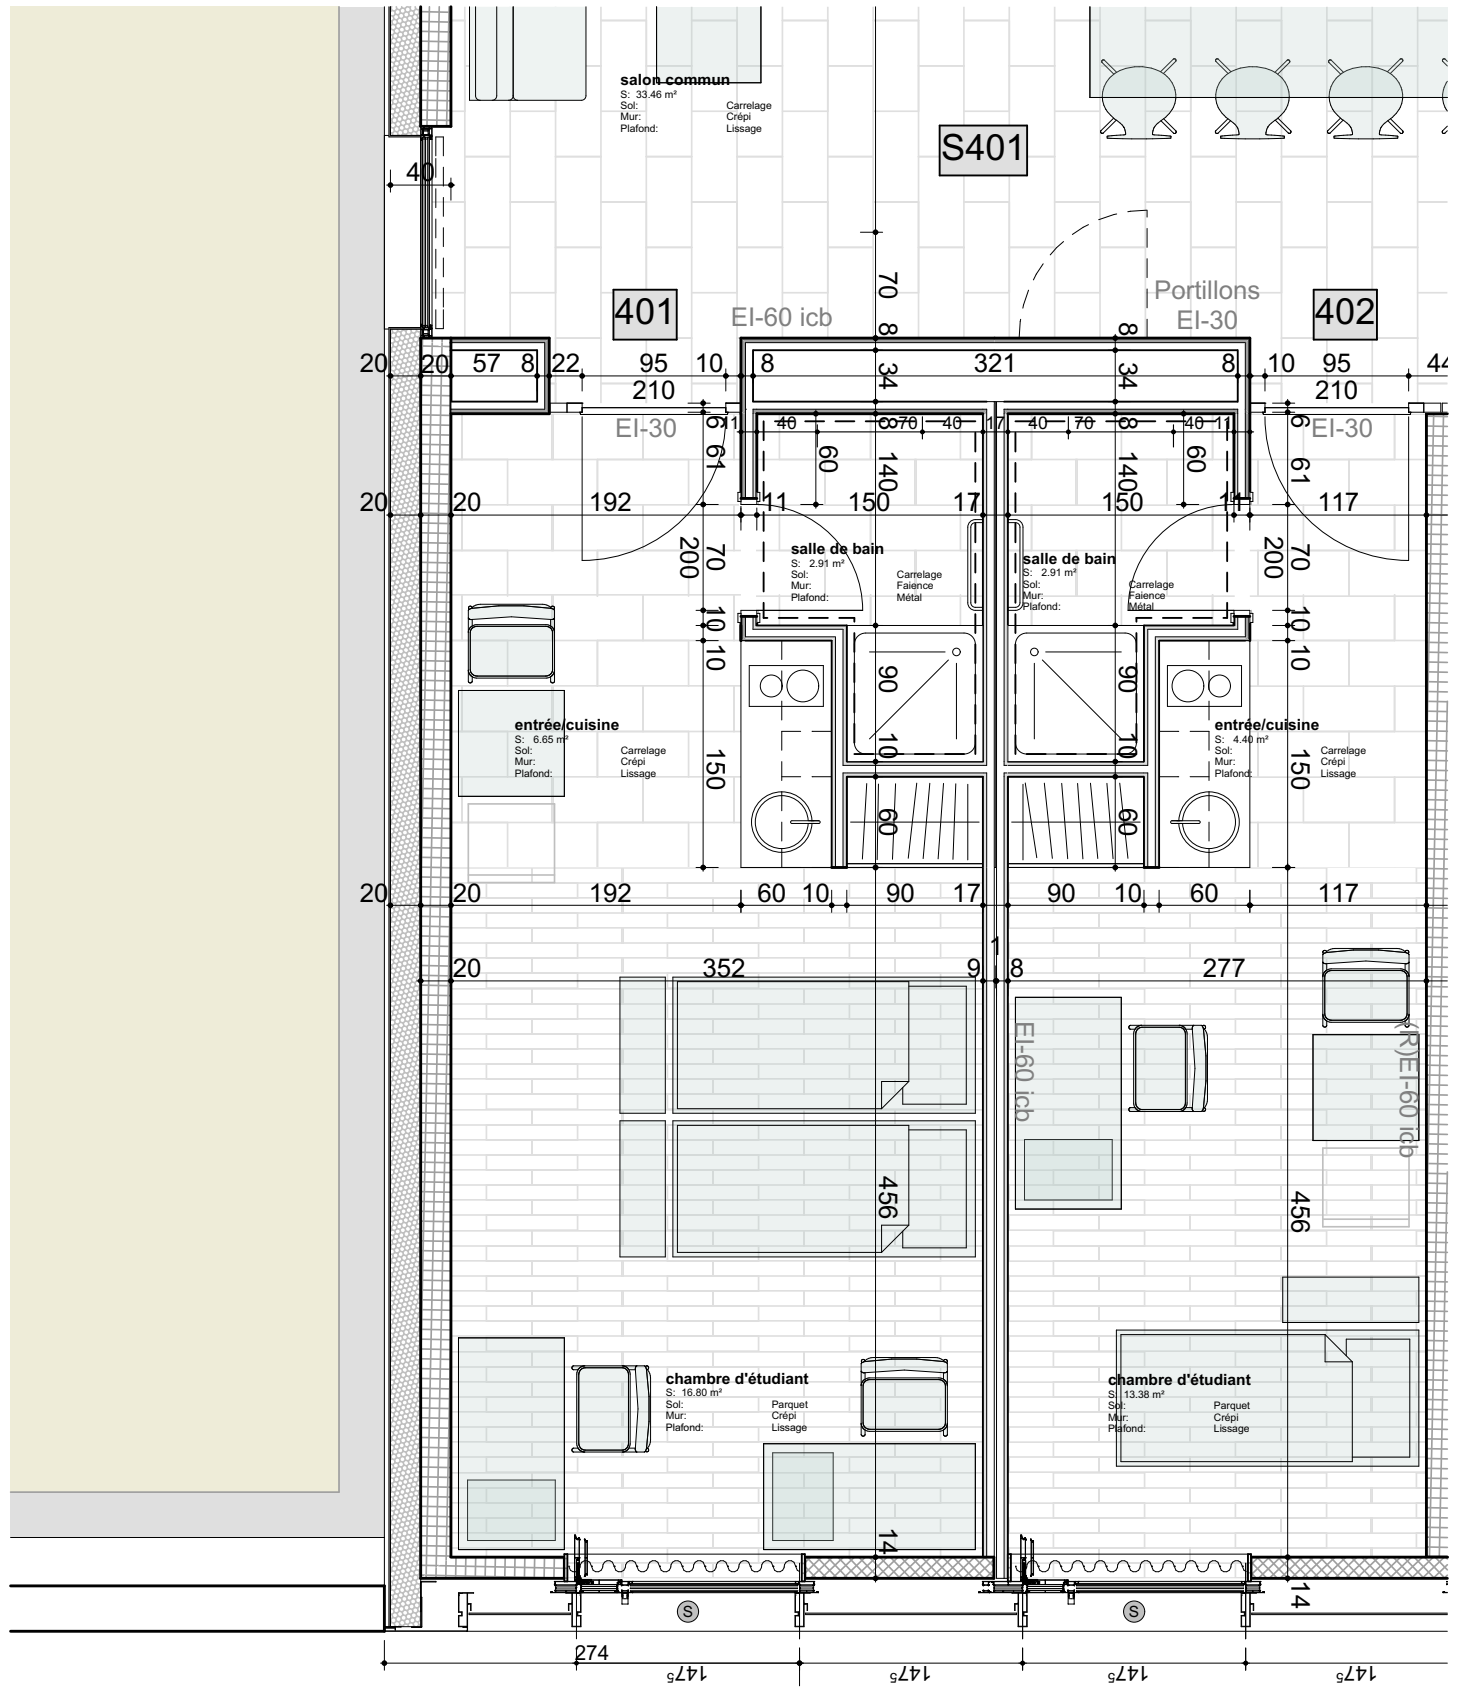 salon commun
S: 33.46 m²
Sol: Carrelage
Mur: Crépi
Plafond: Lissage
S401
40
70
401
EI-60 icb
Portillons
EI-30
402
8
8
20 20 57 8 22 95 10 8 321 8 10 95 44
210
34
34
210
EI-30
EI-30
6 11 40 8 70 40 17 40 70 8 40 11 6
61
60
140
140
60
61
20 20 192 11 150 17 150 11 117
200
70
200
70
salle de bain
S: 2.91 m²
Sol: Carrelage
Mur: Faïence
Plafond: Métal
salle de bain
S: 2.91 m²
Sol: Carrelage
Mur: Faïence
Plafond: Métal
10
10
10
10
90
90
entrée/cuisine
S: 6.65 m²
Sol: Carrelage
Mur: Crépi
Plafond: Lissage
entrée/cuisine
S: 4.40 m²
Sol: Carrelage
Mur: Crépi
Plafond: Lissage
10
10
150
150
60
60
20 20 192 60 10 90 17 90 10 60 117
1
20 352 9 8 277
EI-60 icb
(R)EI-60 icb
456
456
chambre d'étudiant
S: 16.80 m²
Sol: Parquet
Mur: Crépi
Plafond: Lissage
chambre d'étudiant
S: 13.38 m²
Sol: Parquet
Mur: Crépi
Plafond: Lissage
14
14
S
S
274
147⁵
147⁵
147⁵
147⁵